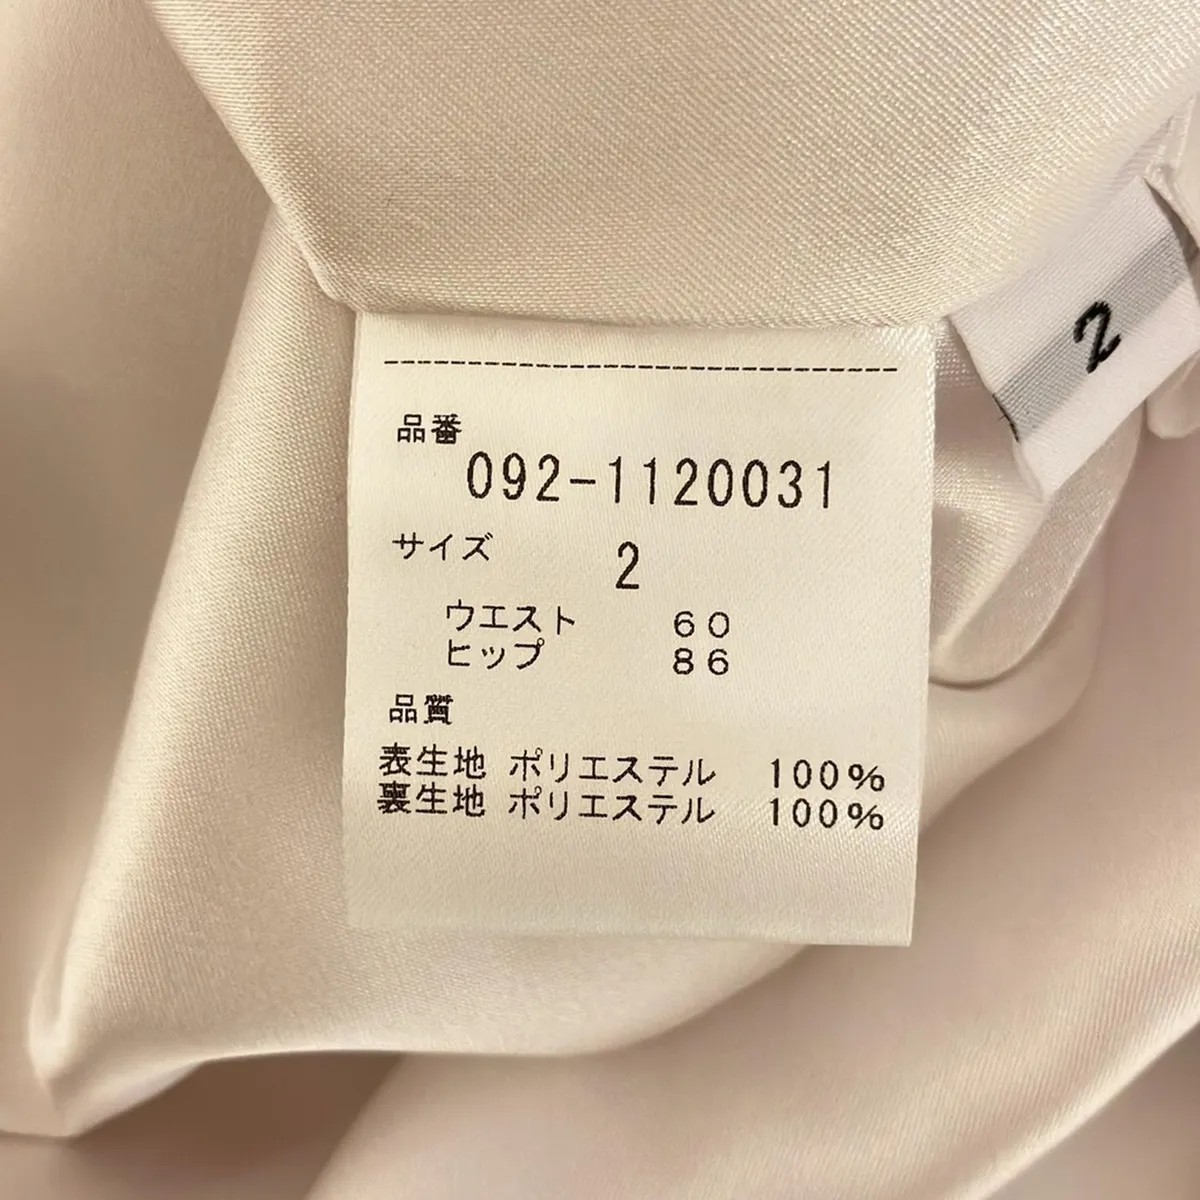 品番
092-1120031
サイズ 2
ウエスト 60
ヒップ 86
品質
表生地 ポリエステル 100%
裏生地 ポリエステル 100%
2